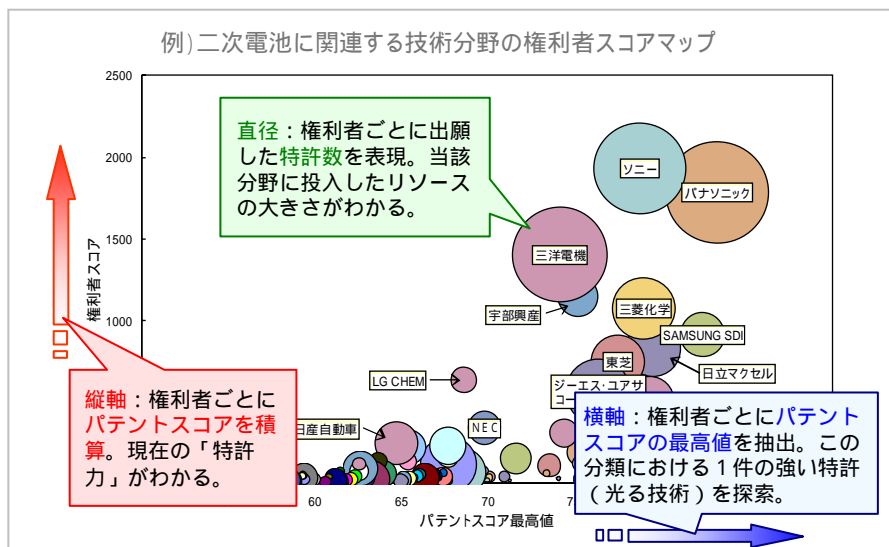 例)二次電池に関連する技術分野の権利者スコアマップ
2500
2000
1500
1000
権利者スコア
直径：権利者ごとに出願
した特許数を表現。当該
分野に投入したリソース
の大きさがわかる。
ソニー
パナソニック
三洋電機
宇部興産
三菱化学
SAMSUNG SDI
東芝
日立マクセル
LG CHEM
ジーエス・ユアサ
コー
日産自動車
NEC
縦軸：権利者ごとに
パテントスコアを積
算。現在の「特許
力」がわかる。
横軸：権利者ごとにパテント
スコアの最高値を抽出。この
分類における１件の強い特許
（光る技術）を探索。
60
65
70
パテントスコア最高値